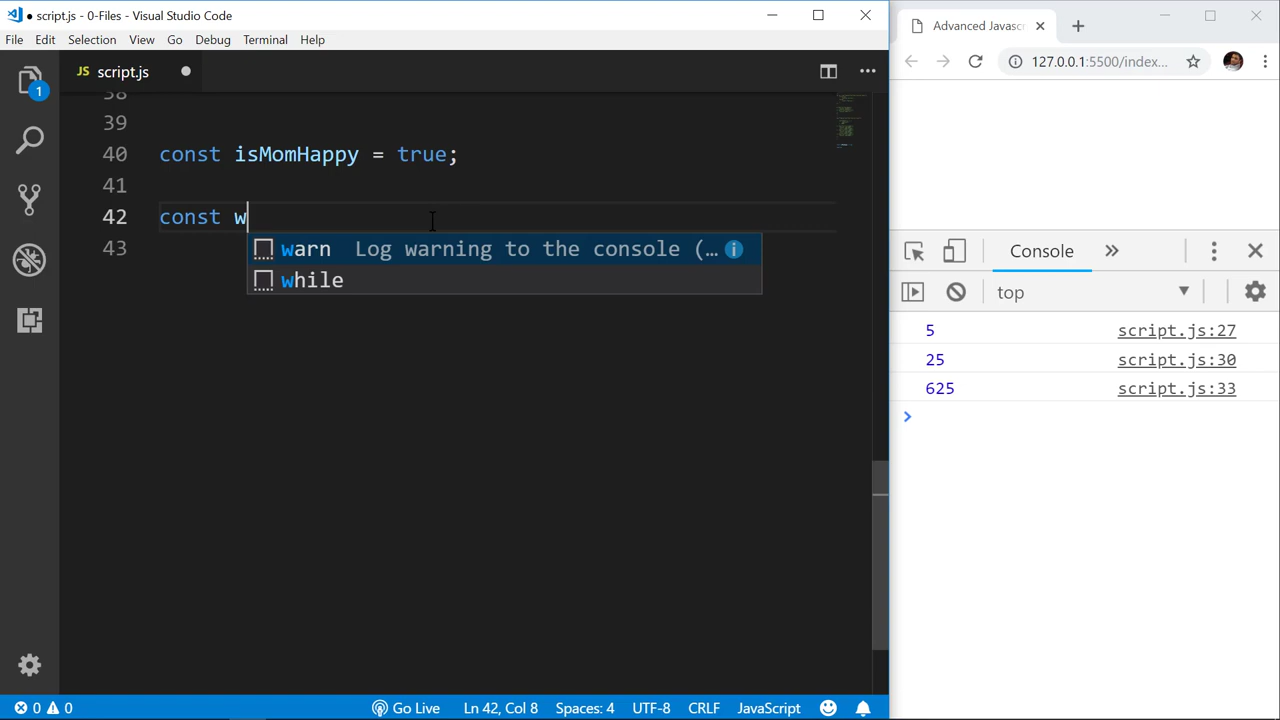 ● script.js - 0-Files - Visual Studio Code
File Edit Selection View Go Debug Terminal Help
1
JS script.js
38
39
40 const isMomHappy = true;
41
42 const w
43
warn Log warning to the console (…
while
0 0
Go Live
Ln 42, Col 8
Spaces: 4
UTF-8
CRLF
JavaScript
Advanced Javasc
127.0.0.1:5500/index...
Console
top
5 script.js:27
25 script.js:30
625 script.js:33